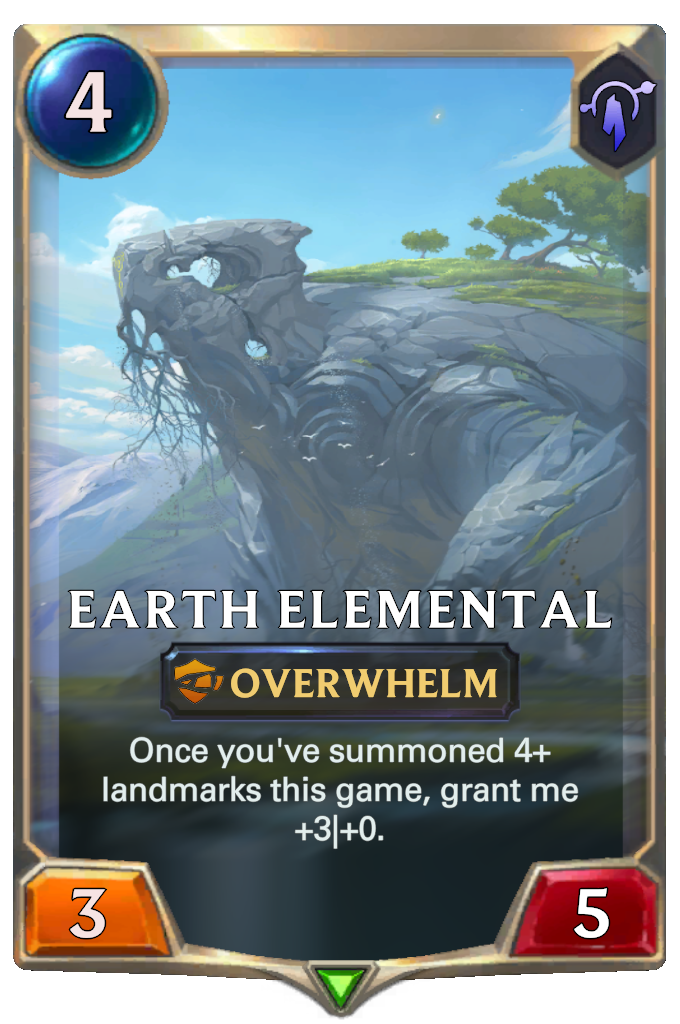 4
EARTH ELEMENTAL
OVERWHELM
Once you've summoned 4+
landmarks this game, grant me
+3|+0.
3
5